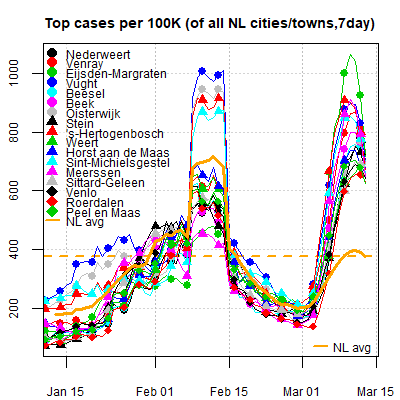 Top cases per 100K (of all NL cities/towns,7day)
1000
800
600
400
200
Nederweert
Venray
Eijsden-Margraten
Vught
Beesel
Beek
Oisterwijk
Stein
's-Hertogenbosch
Weert
Horst aan de Maas
Sint-Michielsgestel
Meerssen
Sittard-Geleen
Venlo
Roerdalen
Peel en Maas
NL avg
NL avg
Jan 15
Feb 01
Feb 15
Mar 01
Mar 15